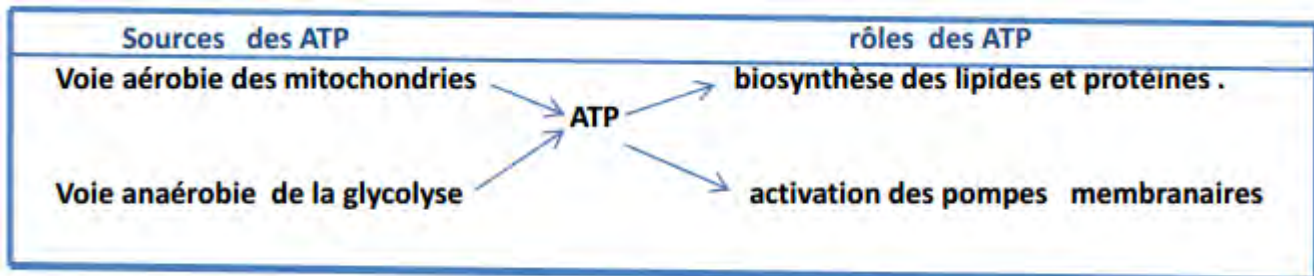 Sources des ATP rôles des ATP
Voie aérobie des mitochondries biosynthèse des lipides et protéines .
ATP
Voie anaérobie de la glycolyse activation des pompes membranaires